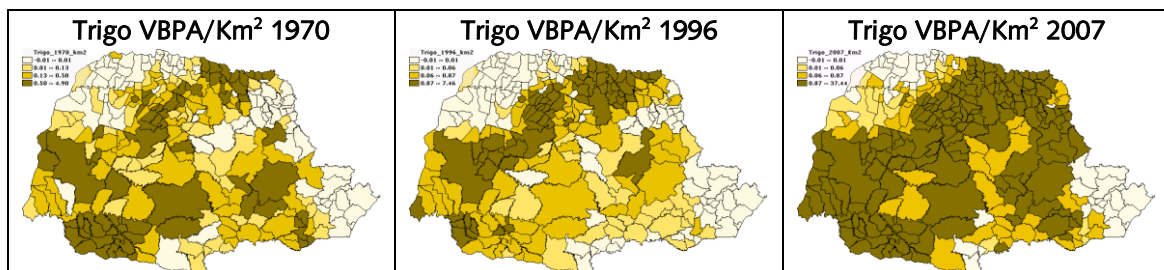 Trigo VBPA/Km² 1970
Trigo_1970_km2
-0.01 ~ 0.01
0.01 ~ 0.13
0.13 ~ 0.50
0.50 ~ 4.90
Trigo VBPA/Km² 1996
Trigo_1996_km2
-0.01 ~ 0.01
0.01 ~ 0.06
0.06 ~ 0.87
0.87 ~ 7.46
Trigo VBPA/Km² 2007
Trigo_2007_Km2
-0.01 ~ 0.01
0.01 ~ 0.06
0.06 ~ 0.87
0.87 ~ 37.44